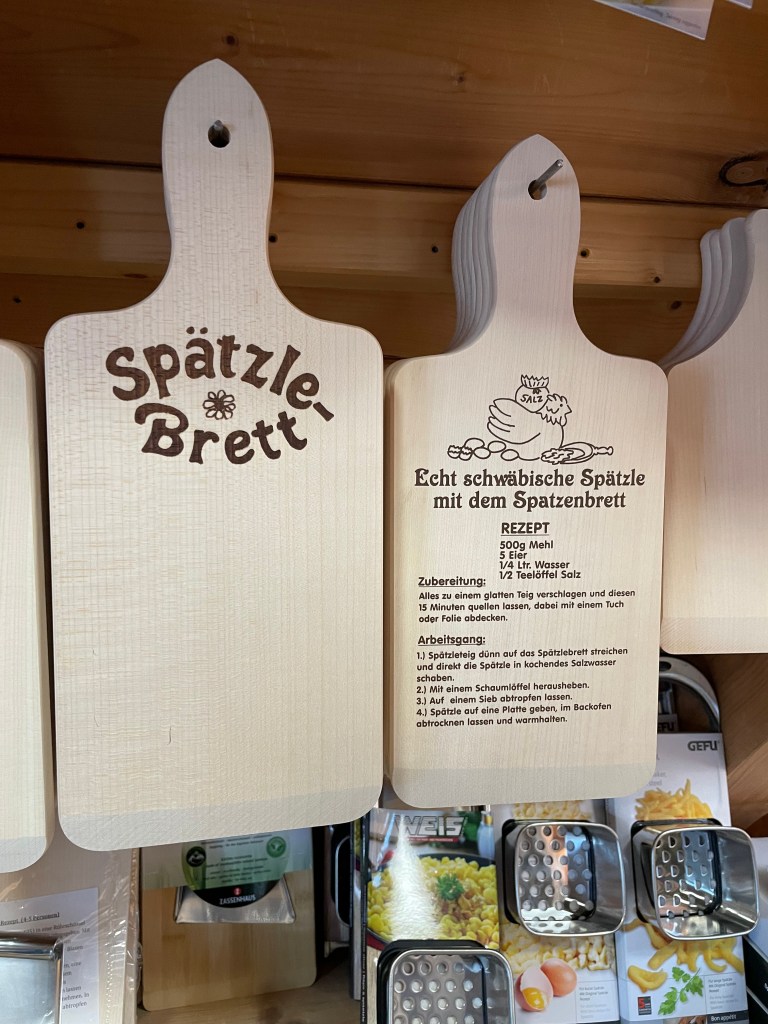 Spätzle-
Brett
SALZ
Echt schwäbische Spätzle
mit dem Spatzenbrett
REZEPT
500g Mehl
5 Eier
1/4 Ltr. Wasser
1/2 Teelöffel Salz
Zubereitung:
Alles zu einem glatten Teig verschlagen und diesen
15 Minuten quellen lassen, dabei mit einem Tuch
oder Folie abdecken.
Arbeitsgang:
1.) Spätzleteig dünn auf das Spätzlebrett streichen
und direkt die Spätzle in kochendes Salzwasser
schaben.
2.) Mit einem Schaumlöffel herausheben.
3.) Auf einem Sieb abtropfen lassen.
4.) Spätzle auf eine Platte geben, im Backofen
abtrocknen lassen und warmhalten.
GEFU
WEIS
ZASSENHAUS
Bon appétit